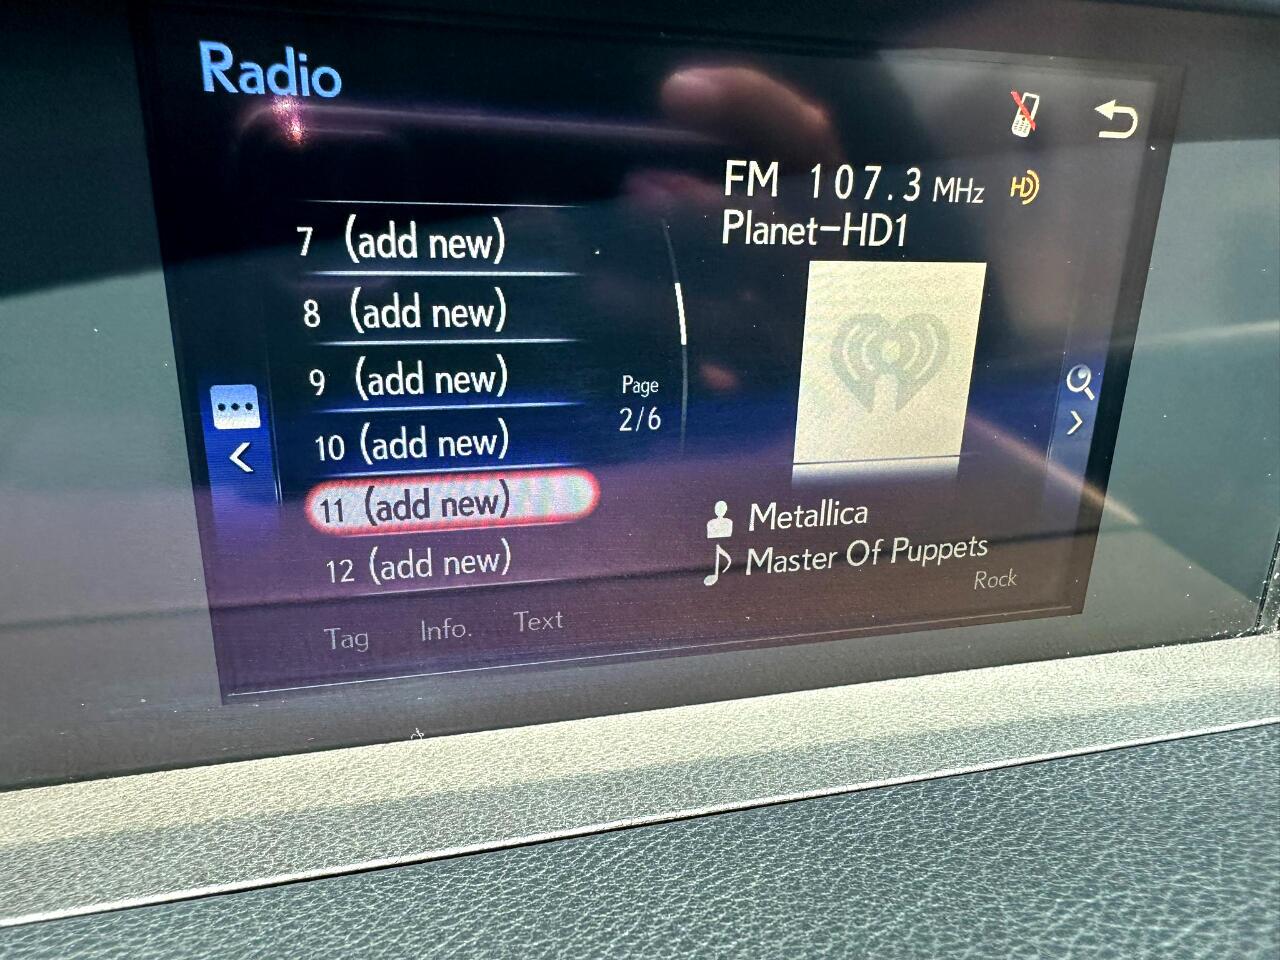 Radio
7 (add new)
8 (add new)
9 (add new)
10 (add new)
11 (add new)
12 (add new)
Page
2/6
Tag Info. Text
FM 107.3 MHz HD
Planet-HD1
Metallica
Master Of Puppets
Rock